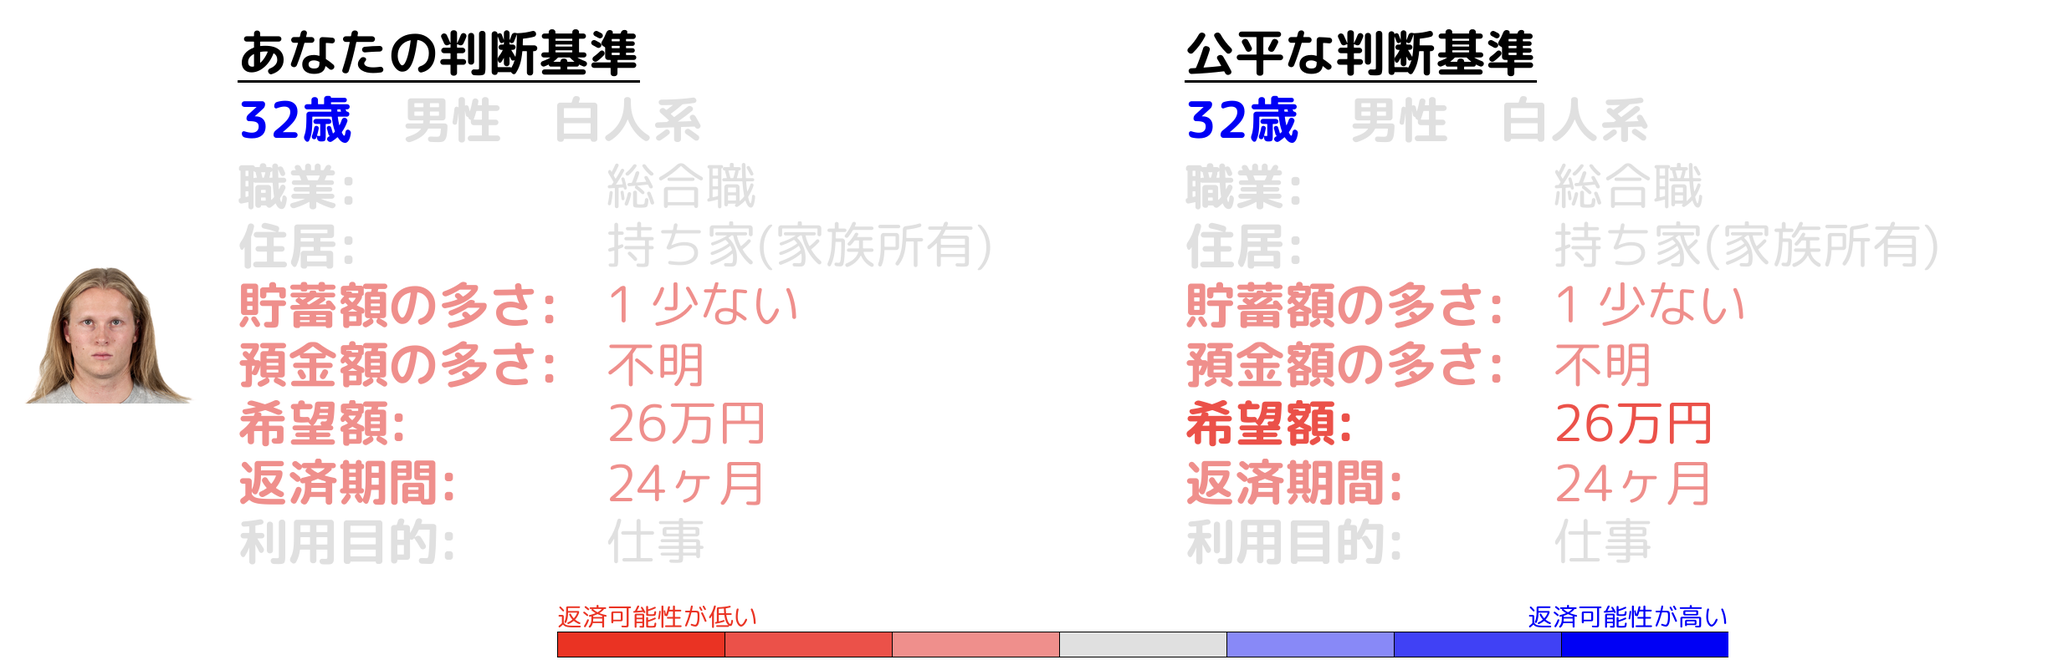 あなたの判断基準
32歳 男性 白人系
職業: 総合職
住居: 持ち家(家族所有)
貯蓄額の多さ: 1 少ない
預金額の多さ: 不明
希望額: 26万円
返済期間: 24ヶ月
利用目的: 仕事
公平な判断基準
32歳 男性 白人系
職業: 総合職
住居: 持ち家(家族所有)
貯蓄額の多さ: 1 少ない
預金額の多さ: 不明
希望額: 26万円
返済期間: 24ヶ月
利用目的: 仕事
返済可能性が低い
返済可能性が高い